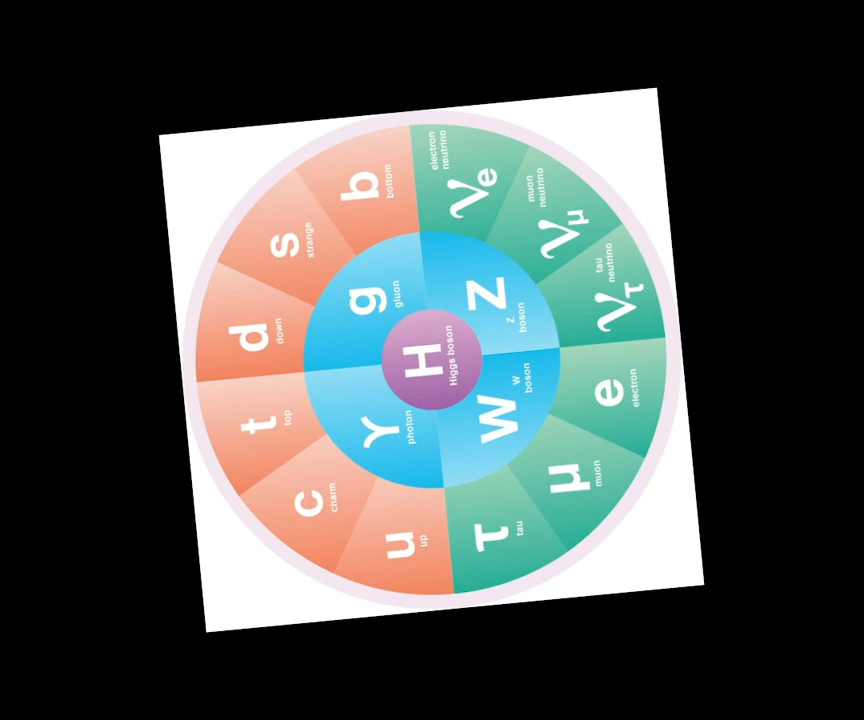 u
up
c
charm
t
top
d
down
s
strange
b
bottom
γ
photon
g
gluon
H
Higgs boson
W
W
boson
Z
Z
boson
τ
tau
μ
muon
e
electron
electron
neutrino
νe
muon
neutrino
νμ
tau
neutrino
ντ